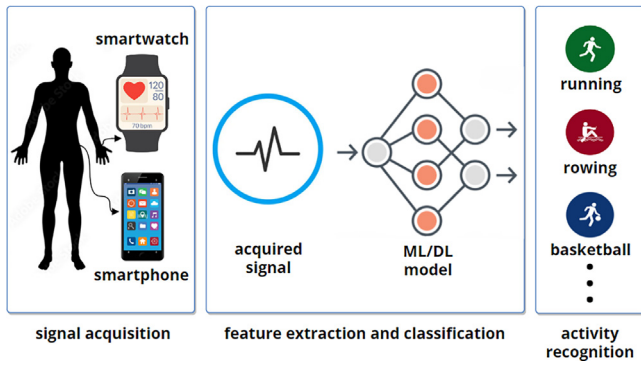 smartwatch
120
80
70 bpm
smartphone
signal acquisition
acquired
signal
ML/DL
model
feature extraction and classification
running
rowing
basketball
activity
recognition